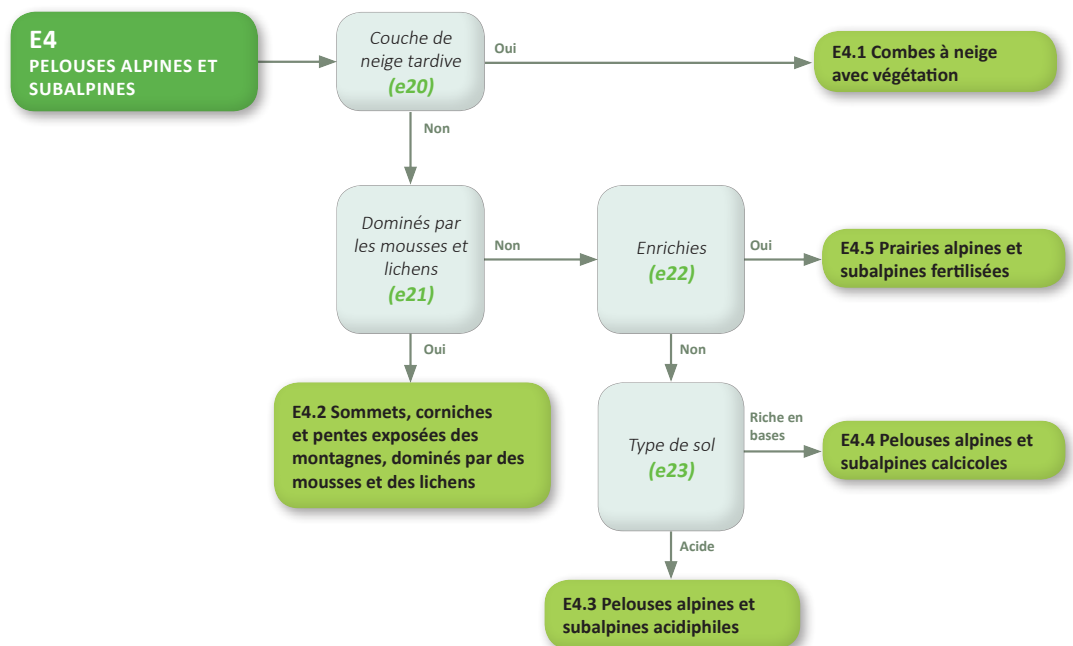 E4
PELOUSES ALPINES ET
SUBALPINES
Couche de
neige tardive
(e20)
Oui
E4.1 Combes à neige
avec végétation
Non
Dominés par
les mousses et
lichens
(e21)
Non
Enrichies
(e22)
Oui
E4.5 Prairies alpines et
subalpines fertilisées
Oui
Non
E4.2 Sommets, corniches
et pentes exposées des
montagnes, dominés par des
mousses et des lichens
Type de sol
(e23)
Riche en
bases
E4.4 Pelouses alpines et
subalpines calcicoles
Acide
E4.3 Pelouses alpines et
subalpines acidiphiles